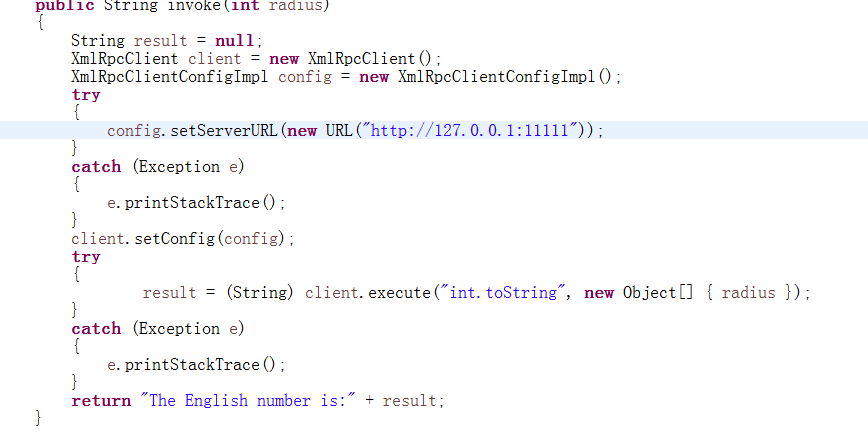 public String invoke(int radius)
{
String result = null;
XmlRpcClient client = new XmlRpcClient();
XmlRpcClientConfigImpl config = new XmlRpcClientConfigImpl();
try
{
config.setServerURL(new URL("http://127.0.0.1:11111"));
}
catch (Exception e)
{
e.printStackTrace();
}
client.setConfig(config);
try
{
result = (String) client.execute("int.toString", new Object[] { radius });
}
catch (Exception e)
{
e.printStackTrace();
}
return "The English number is:" + result;
}